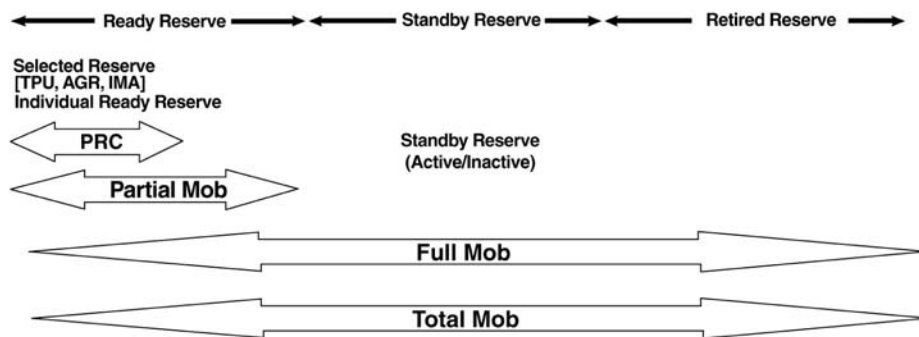 Ready Reserve Standby Reserve Retired Reserve
Selected Reserve
[TPU, AGR, IMA]
Individual Ready Reserve
PRC
Standby Reserve
(Active/Inactive)
Partial Mob
Full Mob
Total Mob